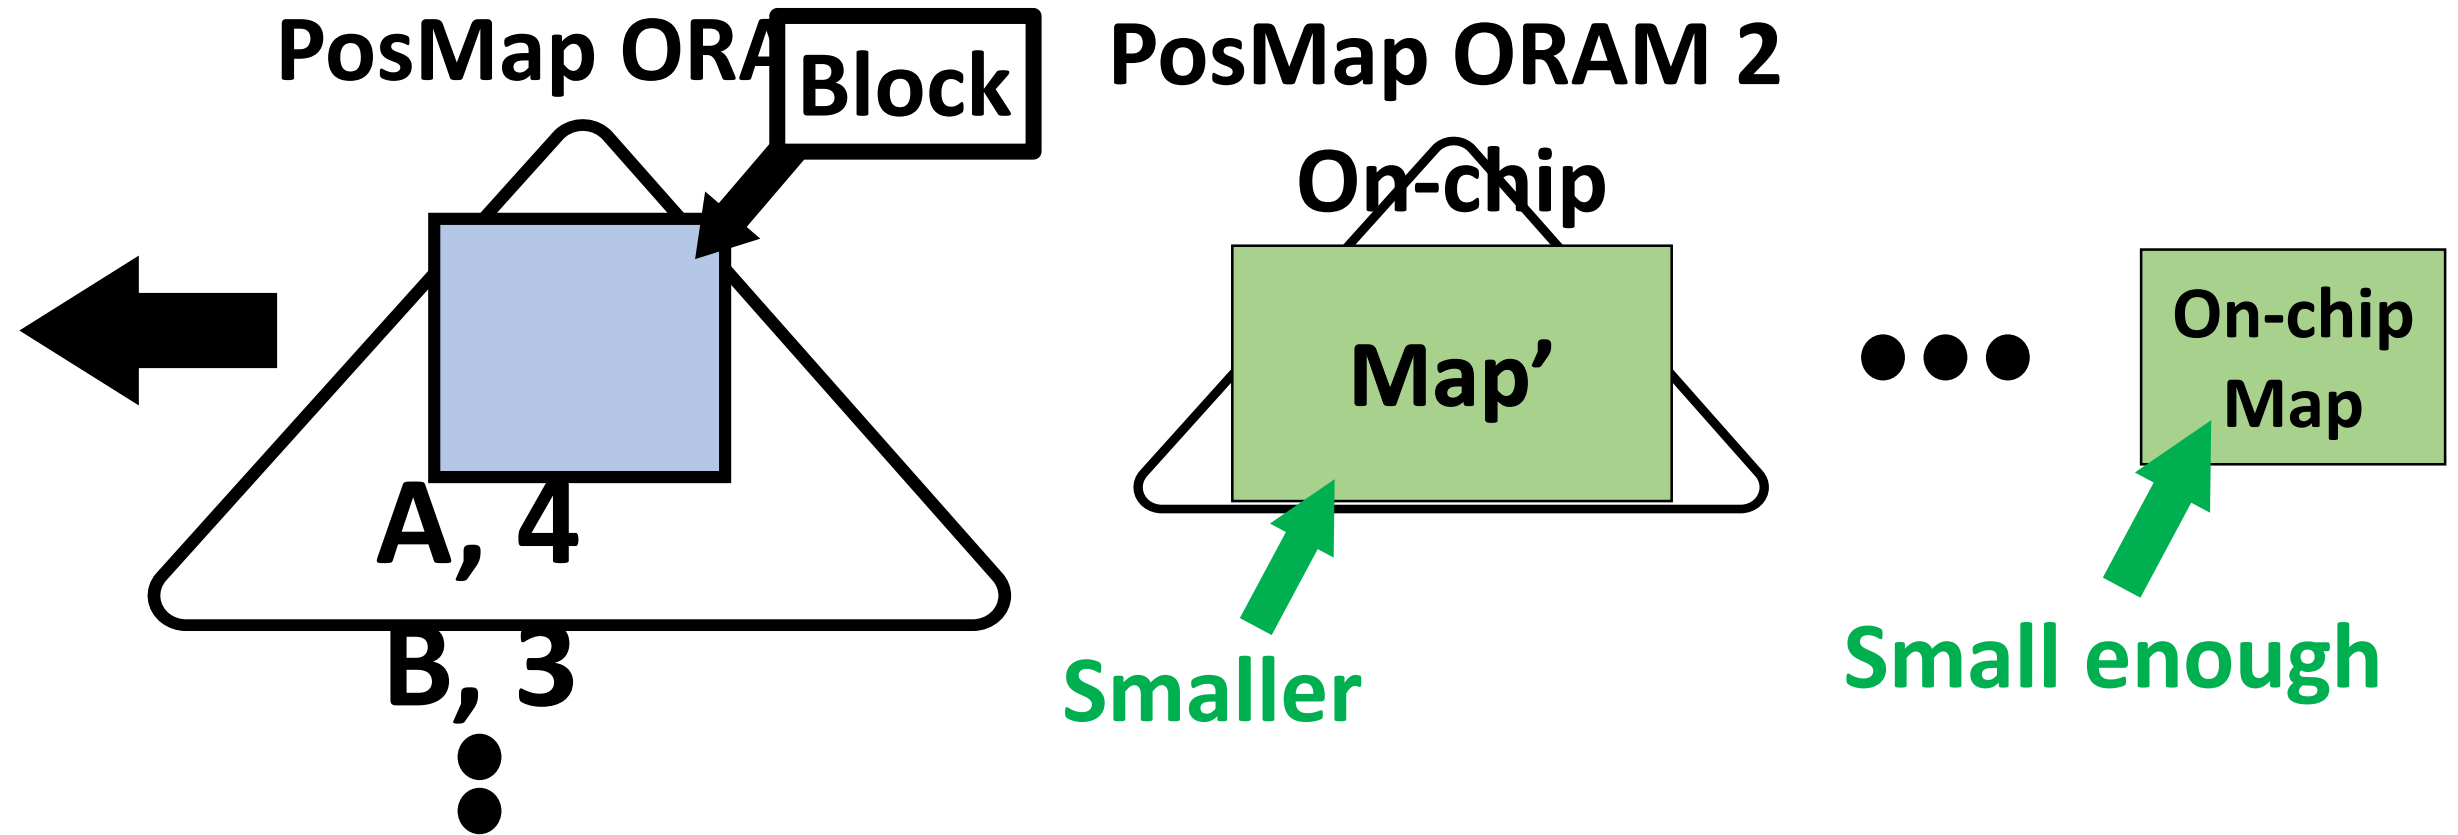 PosMap ORA
Block
A, 4
B, 3
PosMap ORAM 2
On-chip
Map’
Smaller
On-chip
Map
Small enough